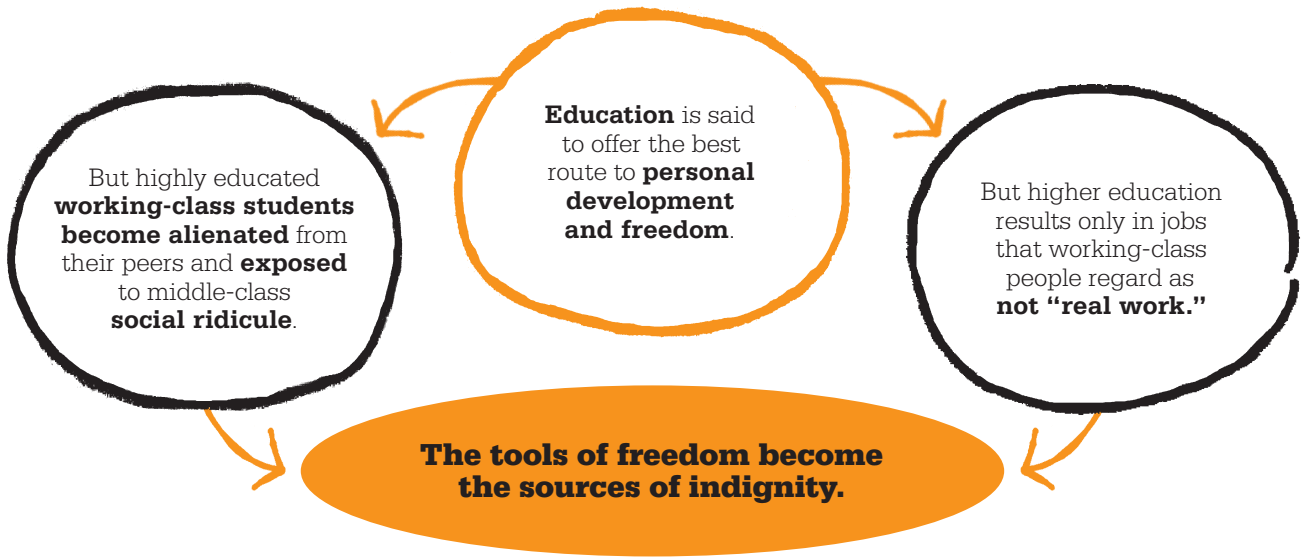 Education is said
to offer the best
route to personal
development
and freedom.
But highly educated
working-class students
become alienated from
their peers and exposed
to middle-class
social ridicule.
But higher education
results only in jobs
that working-class
people regard as
not “real work.”
The tools of freedom become
the sources of indignity.